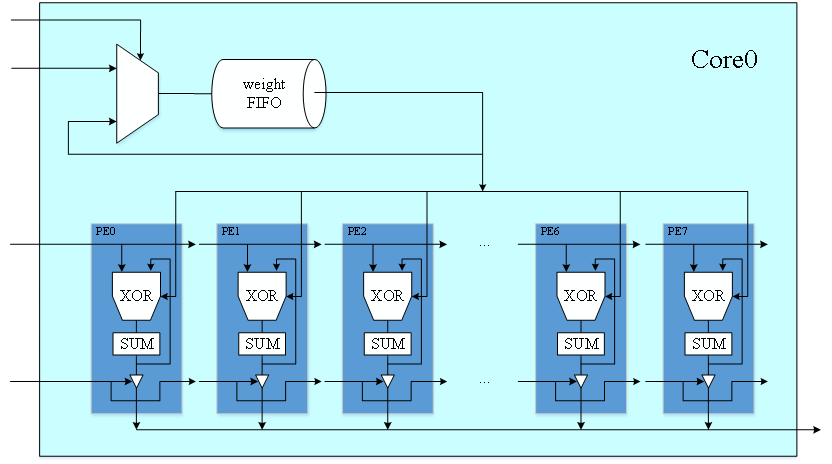 Core0
weight
FIFO
PE0
PE1
PE2
...
PE6
PE7
XOR
XOR
XOR
XOR
XOR
SUM
SUM
SUM
SUM
SUM
...